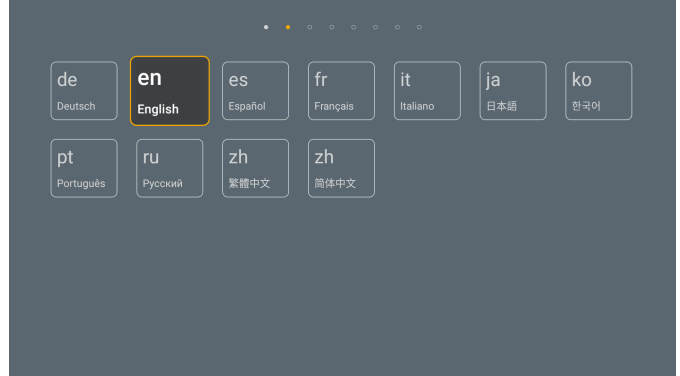 de
Deutsch
en
English
es
Español
fr
Français
it
Italiano
ja
日本語
ko
한국어
pt
Português
ru
Русский
zh
繁體中文
zh
简体中文